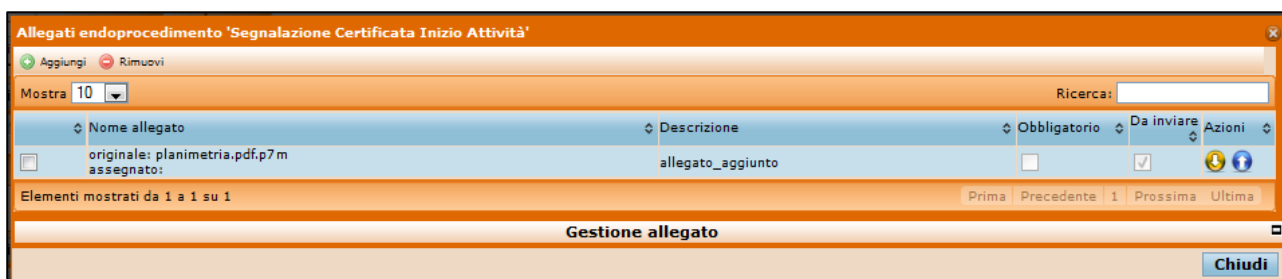 Allegati endoprocedimento 'Segnalazione Certificata Inizio Attività'
Aggiungi Rimuovi
Mostra 10 Ricerca:
Nome allegato Descrizione Obbligatorio Da inviare Azioni
originale: planimetria.pdf.p7m
assegnato: allegato_aggiunto
Elementi mostrati da 1 a 1 su 1 Prima Precedente 1 Prossima Ultima
Gestione allegato
Chiudi